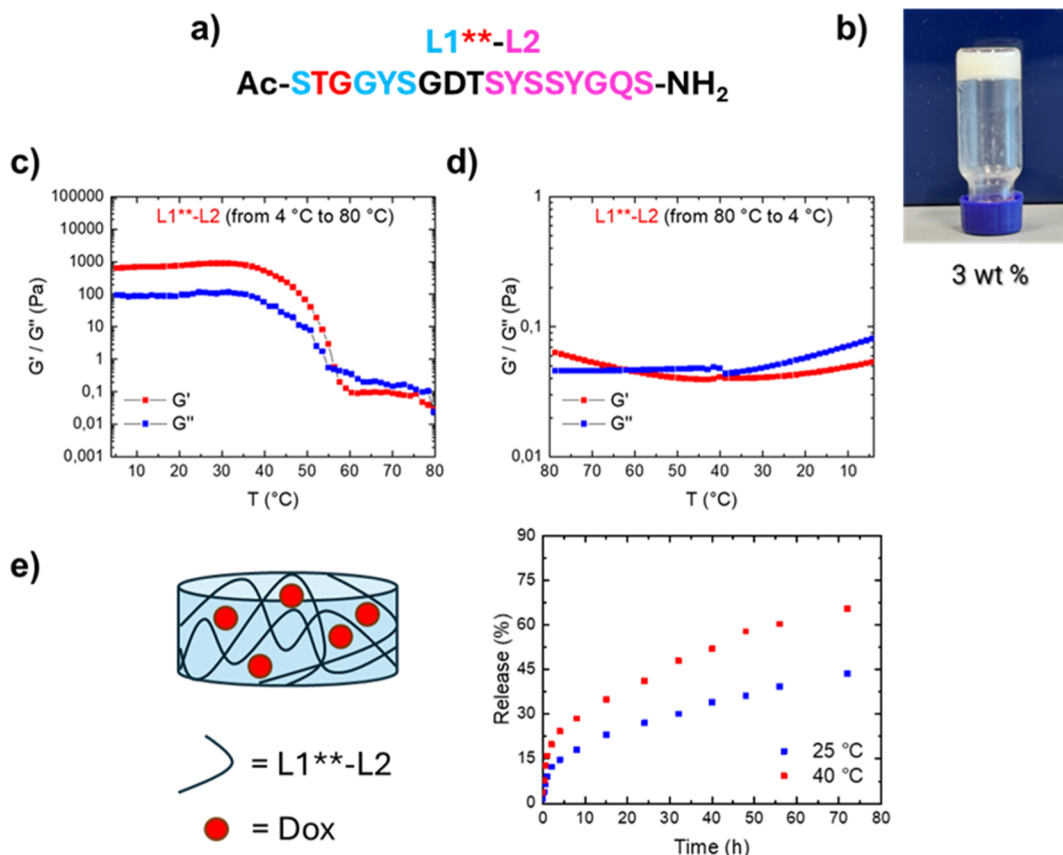 a)
L1**-L2
Ac-STGGYSGDTSYSSYGQS-NH2
b)
3 wt %
c)
L1**-L2 (from 4 °C to 80 °C)
100000
10000
1000
100
10
1
0,1
0,01
0,001
G' / G'' (Pa)
G'
G''
10 20 30 40 50 60 70 80
T (°C)
d)
L1**-L2 (from 80 °C to 4 °C)
1
0,1
0,01
G' / G'' (Pa)
G'
G''
80 70 60 50 40 30 20 10
T (°C)
e)
= L1**-L2
= Dox
90
75
60
45
30
15
0
Release (%)
25 °C
40 °C
0 10 20 30 40 50 60 70 80
Time (h)